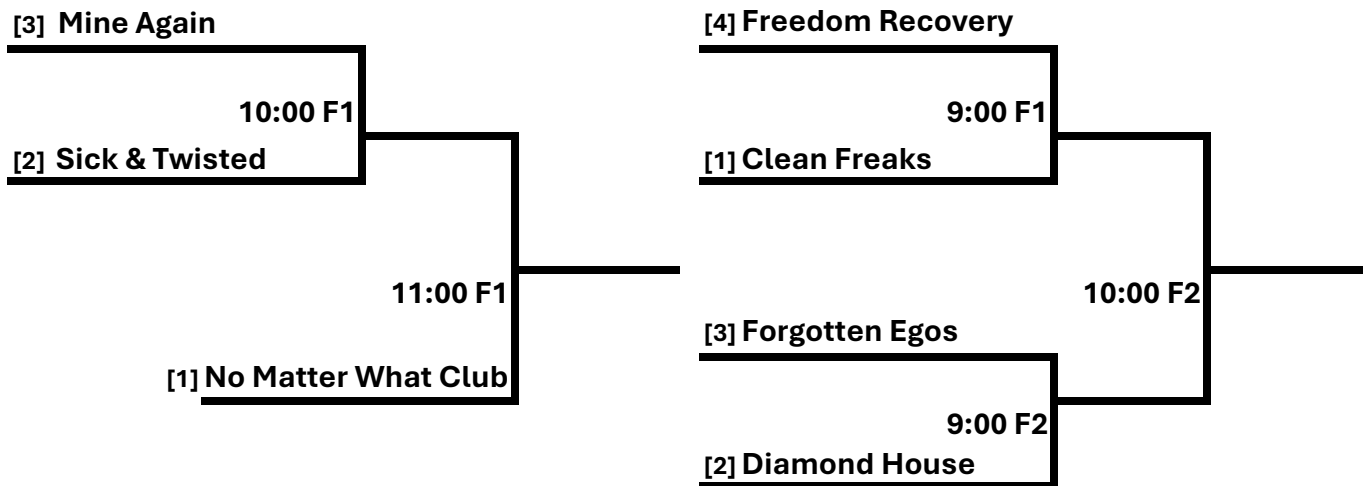 [3] Mine Again
10:00 F1
[2] Sick & Twisted
11:00 F1
[1] No Matter What Club
[4] Freedom Recovery
9:00 F1
[1] Clean Freaks
10:00 F2
[3] Forgotten Egos
9:00 F2
[2] Diamond House